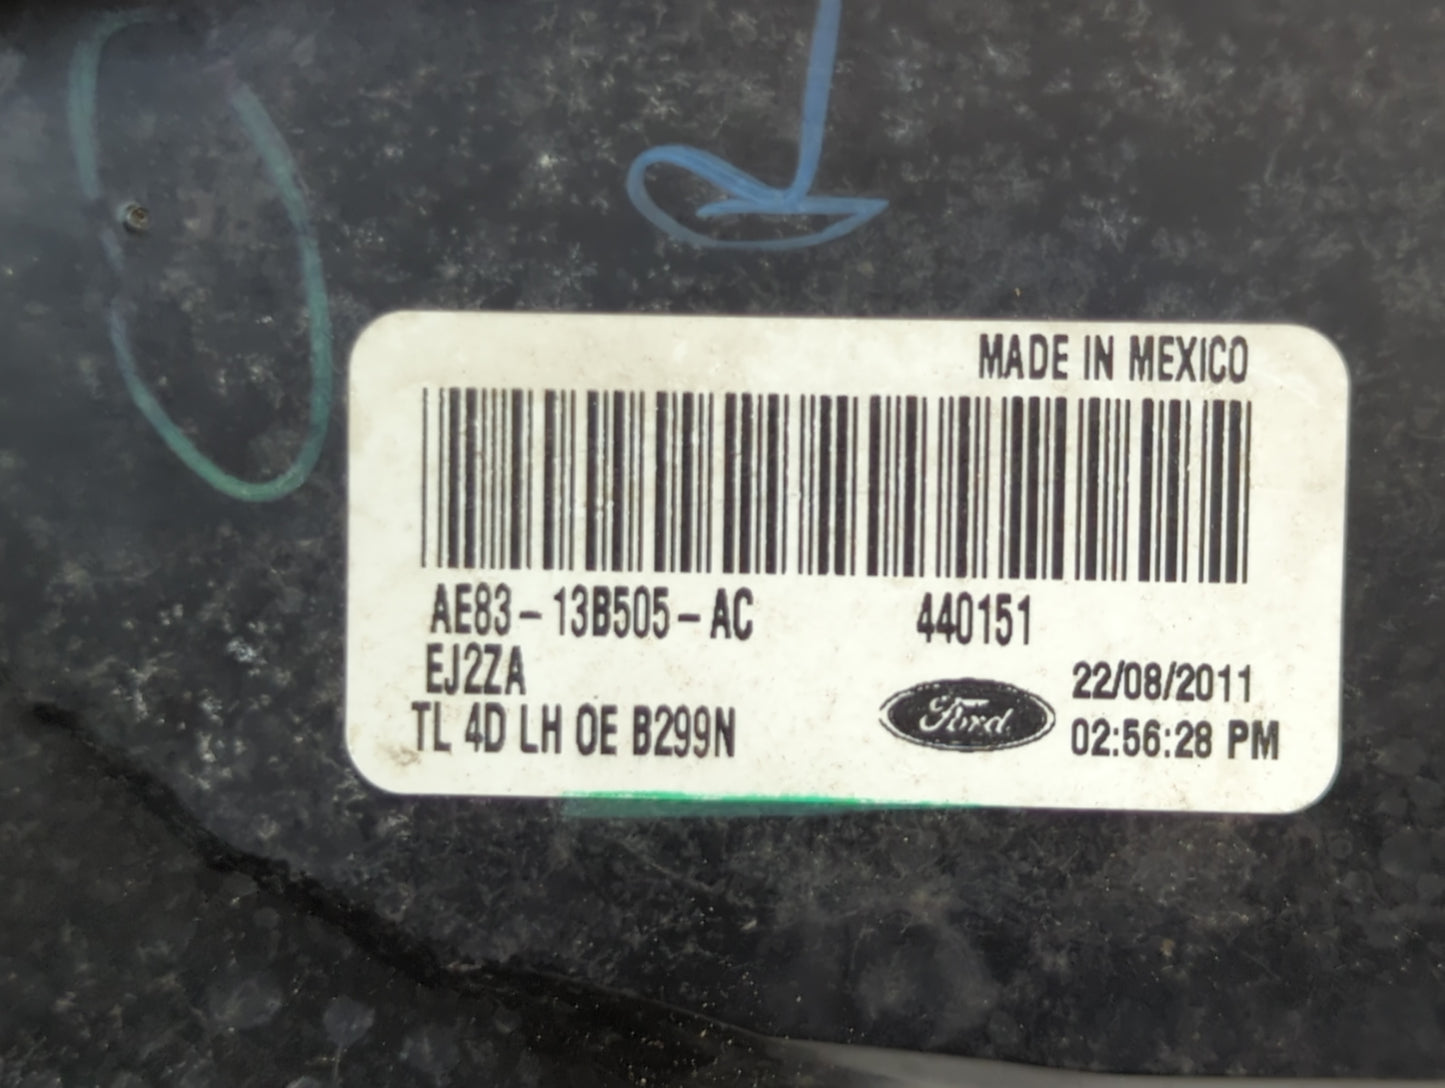 MADE IN MEXICO
AE83-13B505-AC 440151
EJ2ZA 22/08/2011
TL 4D LH OE B299N Ford 02:56:28 PM